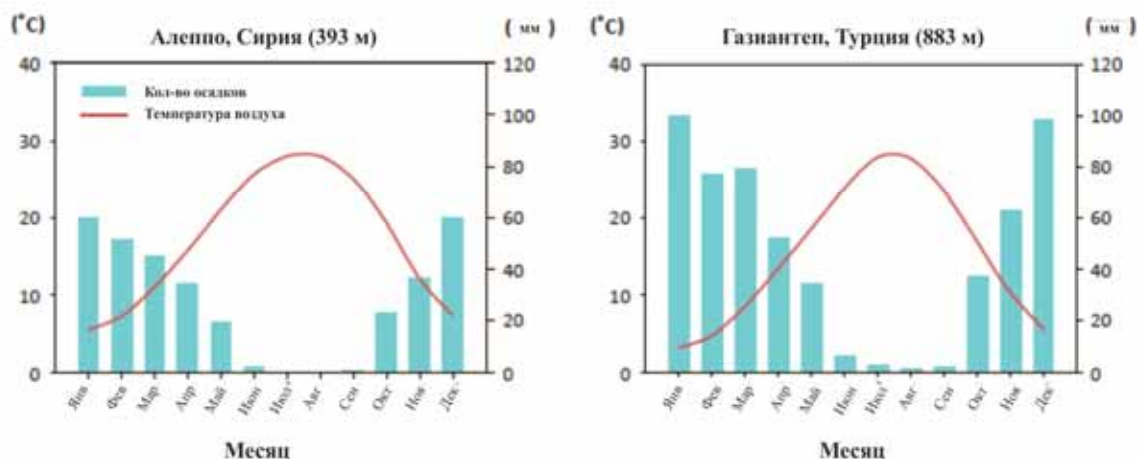 (°C)
Алеппо, Сирия (393 м)
( мм )
40
30
20
10
0
Кол-во осадков
Температура воздуха
120
100
80
60
40
20
0
Янв
Фев
Мар
Апр
Май
Июн
Июл
Авг
Сен
Окт
Ноя
Дек
Месяц
(°C)
Газиантеп, Турция (883 м)
( мм )
40
30
20
10
0
120
100
80
60
40
20
0
Янв
Фев
Мар
Апр
Май
Июн
Июл
Авг
Сен
Окт
Ноя
Дек
Месяц